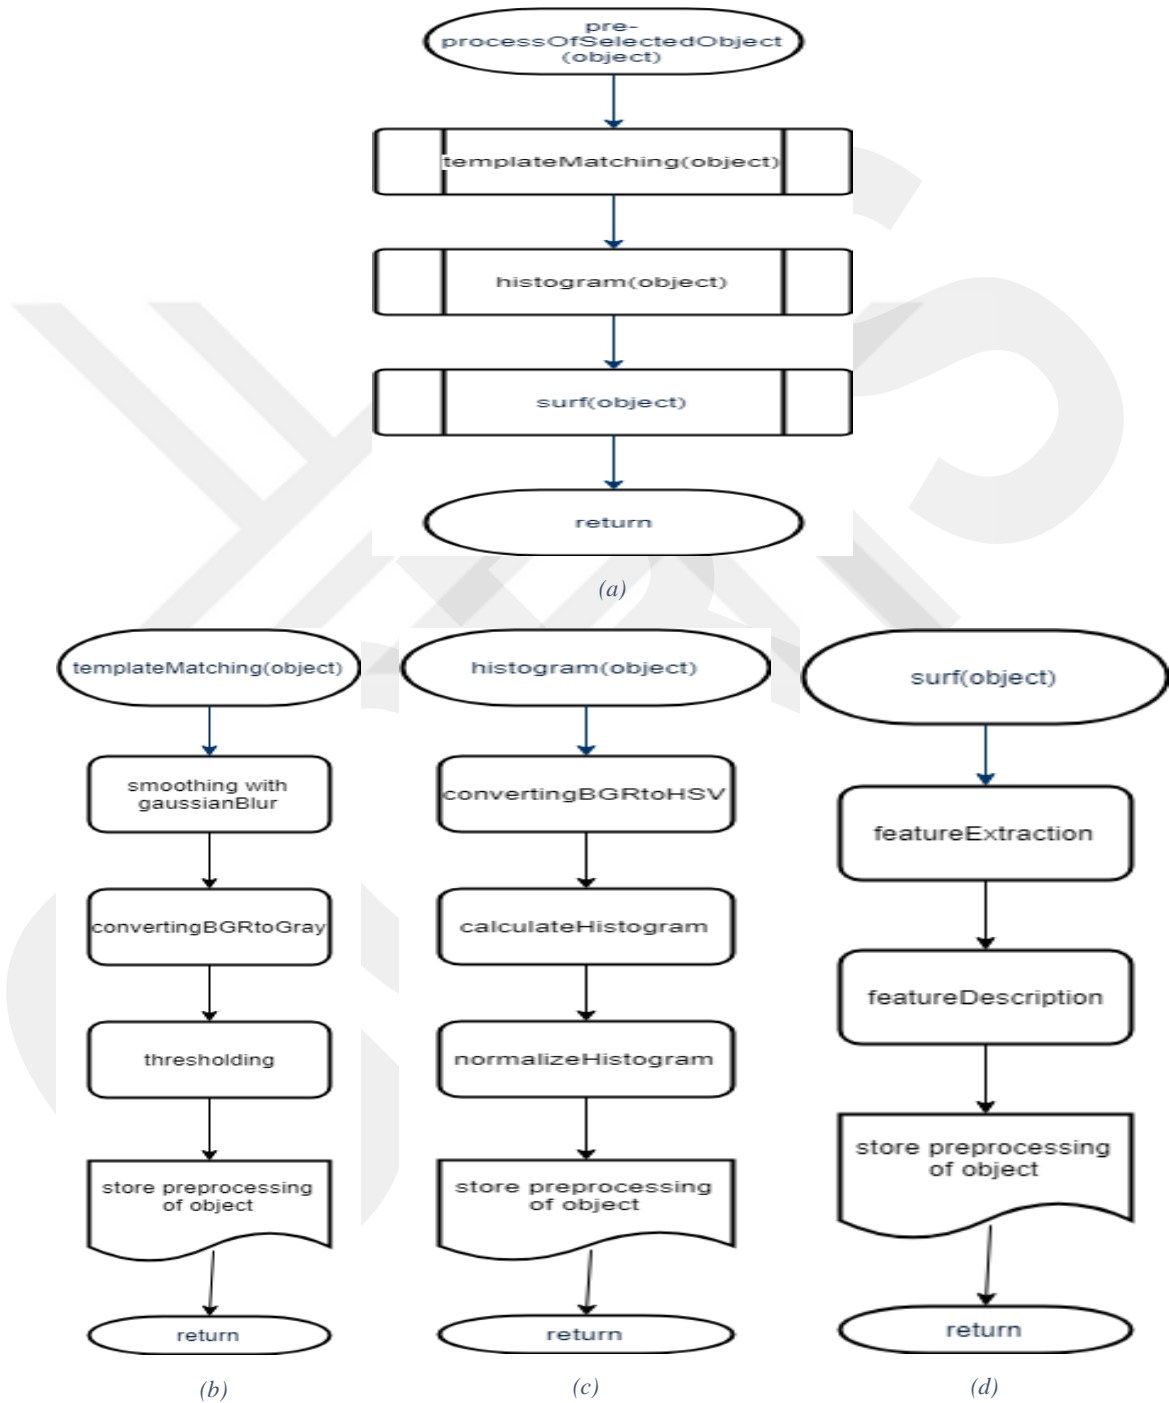 pre-
processOfSelectedObject
(object)
templateMatching(object)
histogram(object)
surf(object)
return
(a)
templateMatching(object)
smoothing with
gaussianBlur
convertingBGRtoGray
thresholding
store preprocessing
of object
return
(b)
histogram(object)
convertingBGRtoHSV
calculateHistogram
normalizeHistogram
store preprocessing
of object
return
(c)
surf(object)
featureExtraction
featureDescription
store preprocessing
of object
return
(d)